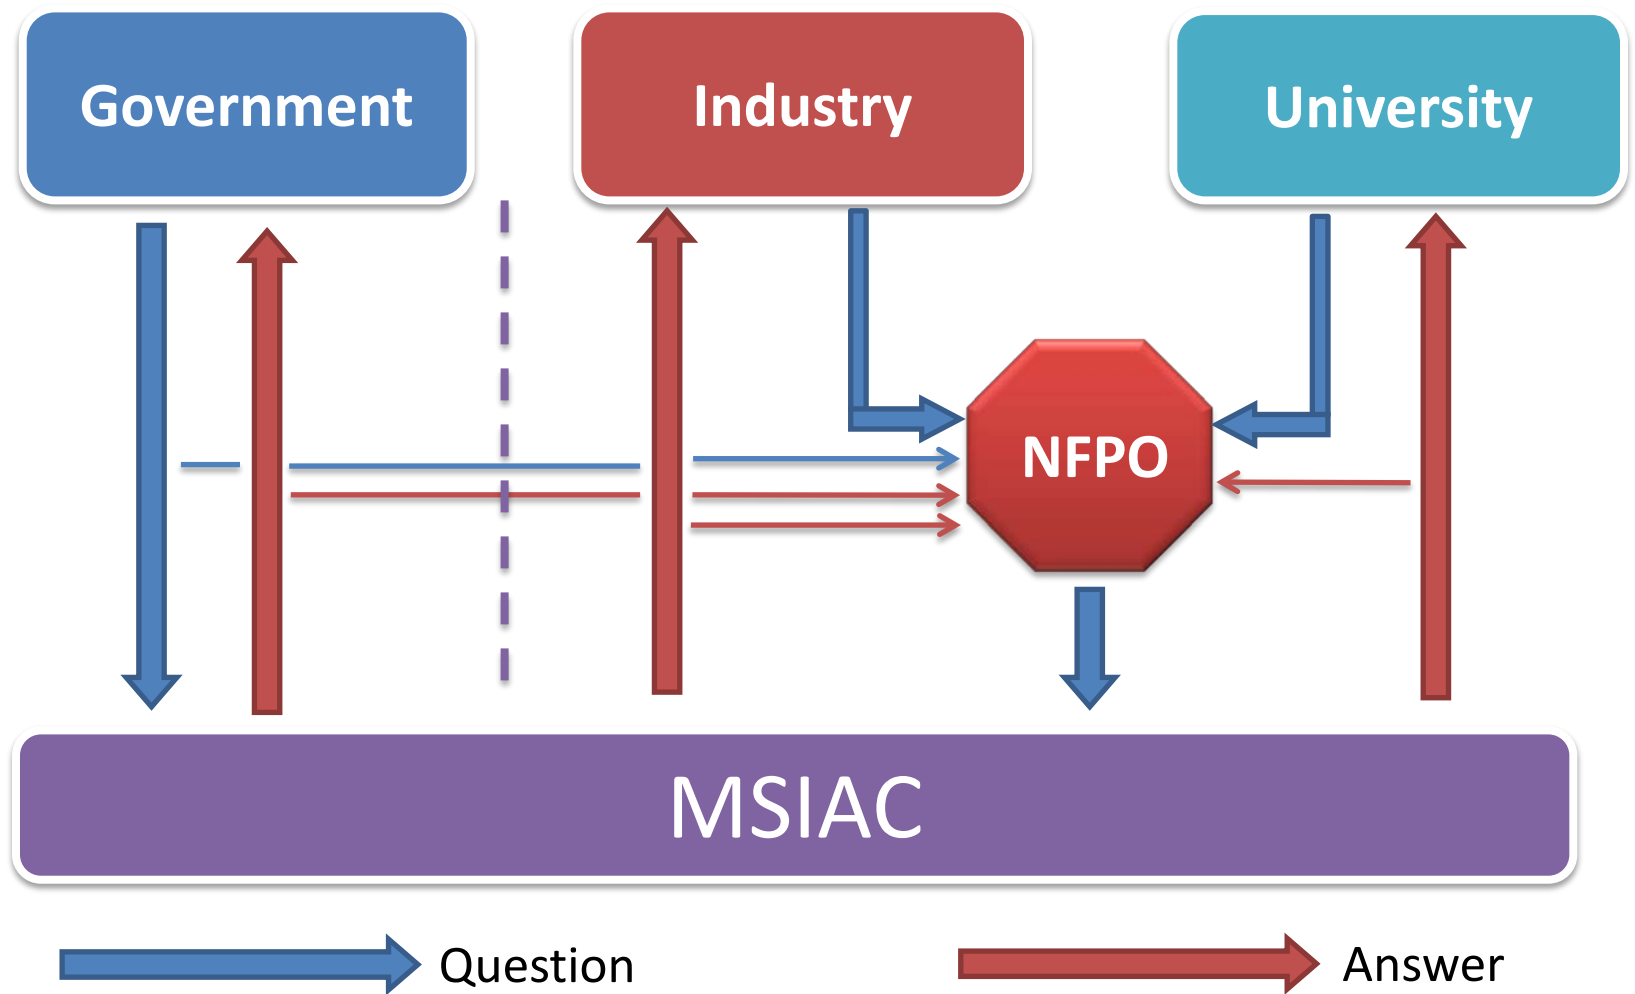 Government
Industry
University
NFPO
MSIAC
Question
Answer